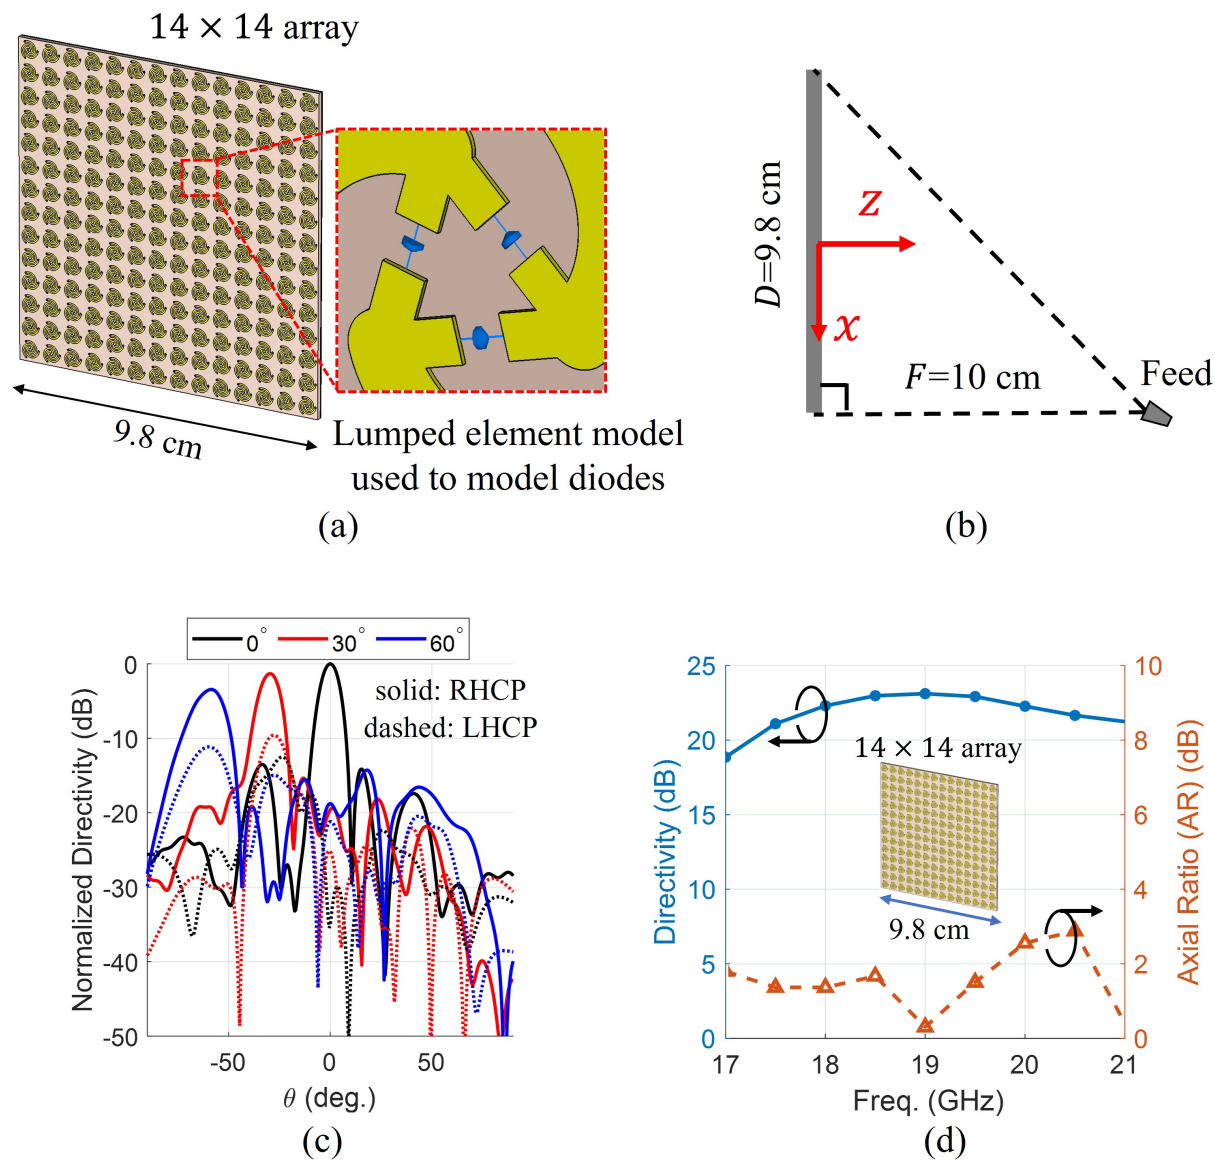 14 × 14 array
9.8 cm
Lumped element model
used to model diodes
(a)
D=9.8 cm
Z
x
F=10 cm
Feed
(b)
0° 30° 60°
solid: RHCP
dashed: LHCP
Normalized Directivity (dB)
0
-10
-20
-30
-40
-50
-50 0 50
θ (deg.)
(c)
Directivity (dB)
25
20
15
10
5
0
14 × 14 array
9.8 cm
10
8
6
4
2
0
Axial Ratio (AR) (dB)
17 18 19 20 21
Freq. (GHz)
(d)